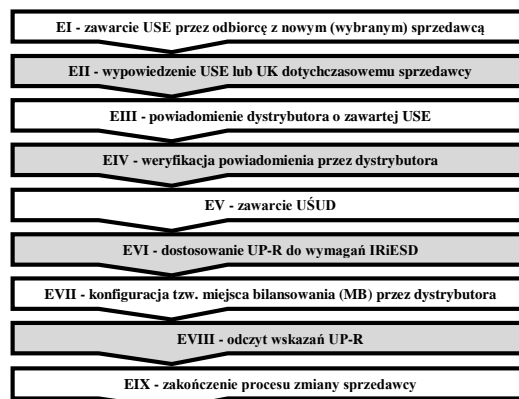 EI - zawarcie USE przez odbiorcę z nowym (wybranym) sprzedawcą
EII - wypowiedzenie USE lub UK dotychczasowemu sprzedawcy
EIII - powiadomienie dystrybutora o zawartej USE
EIV - weryfikacja powiadomienia przez dystrybutora
EV - zawarcie UŚUD
EVI - dostosowanie UP-R do wymagań IRiESD
EVII - konfiguracja tzw. miejsca bilansowania (MB) przez dystrybutora
EVIII - odczyt wskazań UP-R
EIX - zakończenie procesu zmiany sprzedawcy